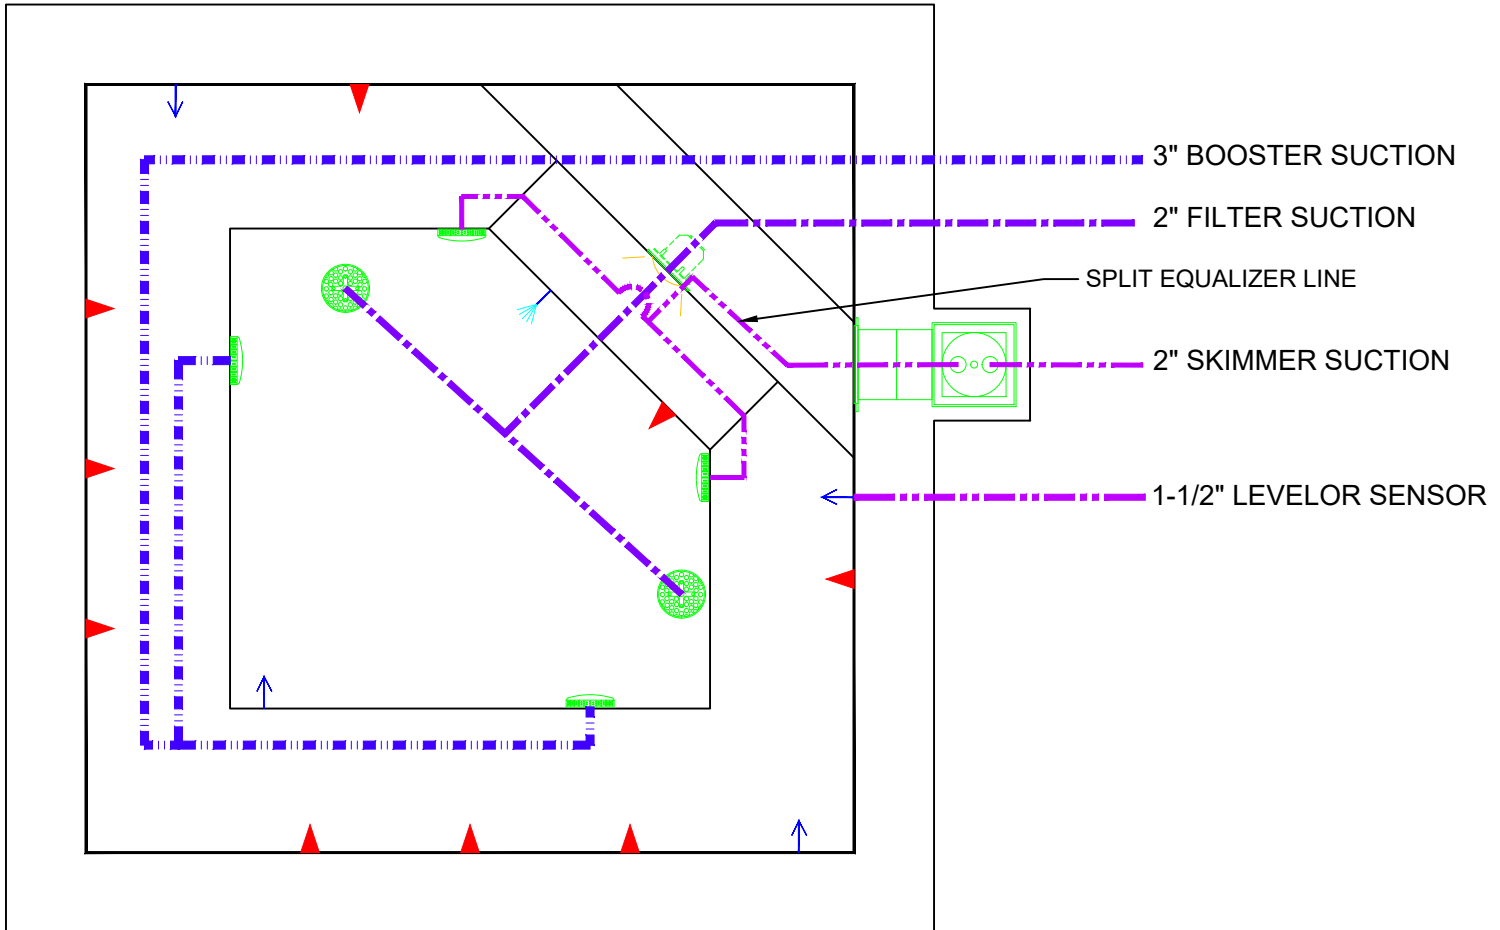 3" BOOSTER SUCTION
2" FILTER SUCTION
SPLIT EQUALIZER LINE
2" SKIMMER SUCTION
1-1/2" LEVELOR SENSOR